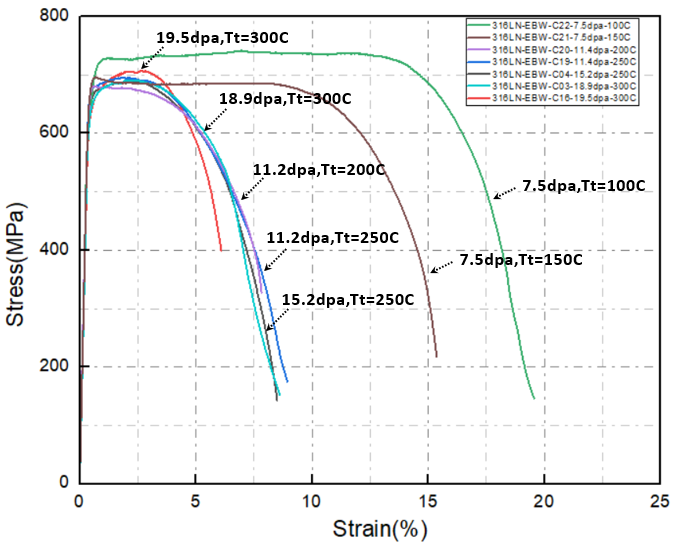 800
600
400
200
0
0
5
10
15
20
25
Stress(MPa)
Strain(%)
316LN-EBW-C22-7.5dpa-100C
316LN-EBW-C21-7.5dpa-150C
316LN-EBW-C20-11.4dpa-200C
316LN-EBW-C19-11.4dpa-250C
316LN-EBW-C04-15.2dpa-250C
316LN-EBW-C03-18.9dpa-300C
316LN-EBW-C16-19.5dpa-300C
19.5dpa,Tt=300C
18.9dpa,Tt=300C
11.2dpa,Tt=200C
7.5dpa,Tt=100C
11.2dpa,Tt=250C
7.5dpa,Tt=150C
15.2dpa,Tt=250C